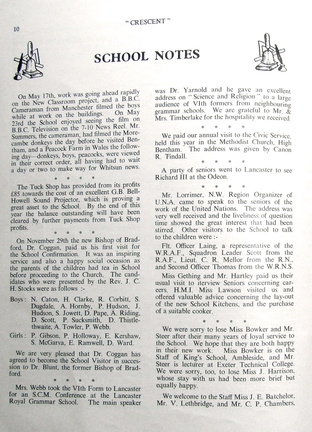 " CRESCENT "
10
SCHOOL NOTES
On May 17th, work was going ahead rapidly
on the New Classroom project, and a B.B.C.
Cameraman from Manchester filmed the boys
while at work on the buildings. On May
23rd the School enjoyed seeing the film on
B.B.C. Television on the 7-10 News Reel. Mr.
Summers, the cameraman, had filmed the More-
cambe donkeys the day before he visited Ben-
tham, and a Peacock Farm in Wales the follow-
ing day—donkeys, boys, peacocks, were viewed
in their correct order, all having had to wait
a day or two to make way for Whitsun news.
* * * *
The Tuck Shop has provided from its profits
£85 towards the cost of an excellent G.B. Bell-
Howell Sound Projector, which is proving a
great asset to the School. By the end of this
year the balance outstanding will have been
cleared by further payments from Tuck Shop
profits.
* * * *
On November 29th the new Bishop of Brad-
ford, Dr. Coggan, paid us his first visit for
the School Confirmation. It was an inspiring
service and also a happy social occasion as
the parents of the children had tea in School
before proceeding to the Church. The candi-
dates who were presented by the Rev. J. C.
H. Stocks were as follows :-
Boys : N. Caton, H. Clarke, R. Corbitt, S.
Dugdale, A Hornby, P. Hudson, J.
Hudson, S. Jowett, D. Pape, A. Riding,
D. Scott, P. Sucksmith, D. Thistle-
thwaite, A. Towler, P. Webb.
Girls : P. Gilson, P. Holloway, E. Kershaw,
S. McGarva, E. Ramwell, D. Ward.
We are very pleased that Dr. Coggan has
agreed to become the School Visitor in succes-
sion to Dr. Blunt, the former Bishop of Brad-
ford.
* * * *
Mrs. Webb took the VIth Form to Lancaster
for an S.C.M. Conference at the Lancaster
Royal Grammar School. The main speaker
was Dr. Yarnold and he gave an excellent
address on " Science and Religion " to a large
audience of VIth formers from neighbouring
grammar schools. We are grateful to Mr. &
Mrs. Timberlake for the hospitality we received.
* * * *
We paid our annual visit to the Civic Service,
held this year in the Methodist Church, High
Bentham. The address was given by Canon
R. Tindall.
* * * *
A party of seniors went to Lancaster to see
Richard III at the Odeon.
* * * *
Mr. Lorrimer, N.W. Region Organizer of
U.N.A. came to speak to the seniors of the
work of the United Nations. The address was
very well received and the liveliness of question
time showed the great interest that had been
stirred. Other visitors to the School to talk
to the children were :-
Flt. Officer Laing, a representative of the
W.R.A.F., Squadron Leader Scott from the
R.A.F., Lieut. C. R. Mellor from the R.N.,
and Second Officer Thomas from the W.R.N.S.
Miss Gething and Mr. Hartley paid us their
usual visit to interview Seniors concerning care-
ers. H.M.I. Miss Lawson visited us and
offered valuable advice concerning the lay-out
of the new School Kitchens, and the purchase
of a suitable cooker.
* * * *
We were sorry to lose Miss Bowker and Mr.
Steer after their many years of loyal service to
the School. We hope that they are both happy
in their new work. Miss Bowker is on the
Staff of King's School, Ambleside, and Mr.
Steer is lecturer at Exeter Technical College.
We were sorry, too, to lose Miss J. Harrison,
whose stay with us had been more brief but
equally happy.
We welcome to the Staff Miss J. E. Batchelor,
Mr. V. Lethbridge, and Mr. C. P. Chambers.